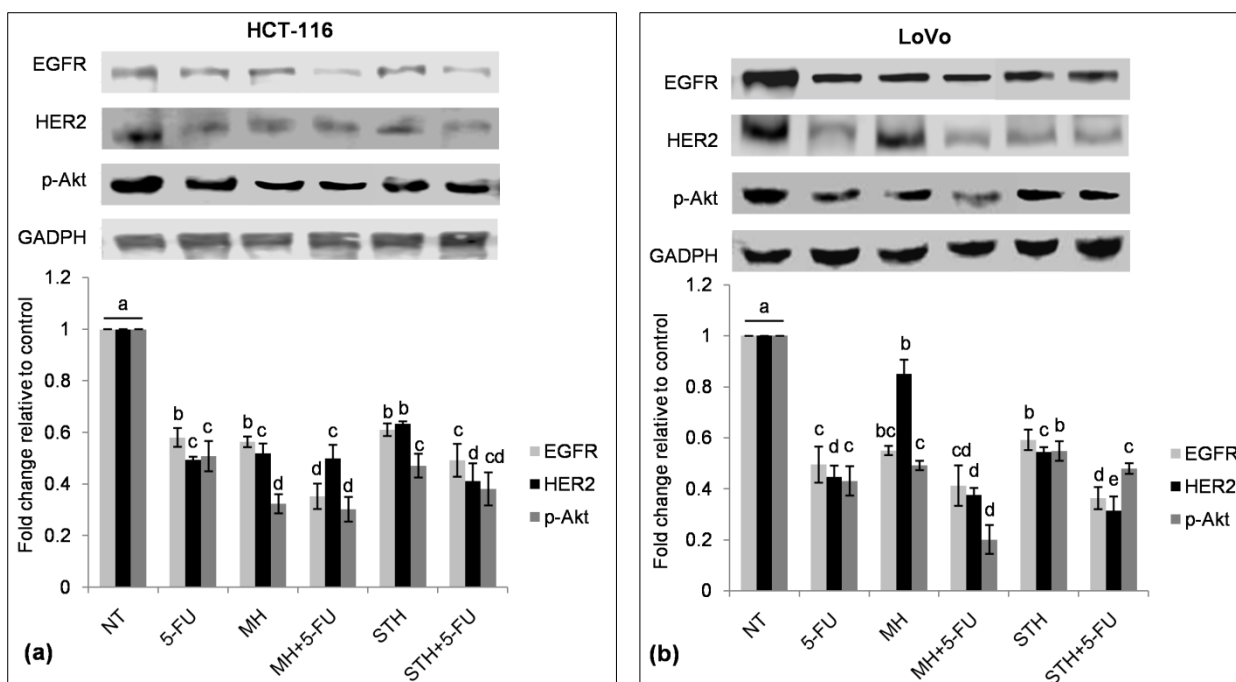 HCT-116
EGFR
HER2
p-Akt
GADPH
Fold change relative to control
1.2
1
0.8
0.6
0.4
0.2
0
a
b
c
c
b
c
d
d
c
d
b
b
c
c
d
cd
EGFR
HER2
p-Akt
NT
5-FU
MH
MH+5-FU
STH
STH+5-FU
(a)
LoVo
EGFR
HER2
p-Akt
GADPH
Fold change relative to control
1.2
1
0.8
0.6
0.4
0.2
0
a
c
d
c
bc
b
c
cd
d
d
b
c
b
d
e
c
EGFR
HER2
p-Akt
NT
5-FU
MH
MH+5-FU
STH
STH+5-FU
(b)